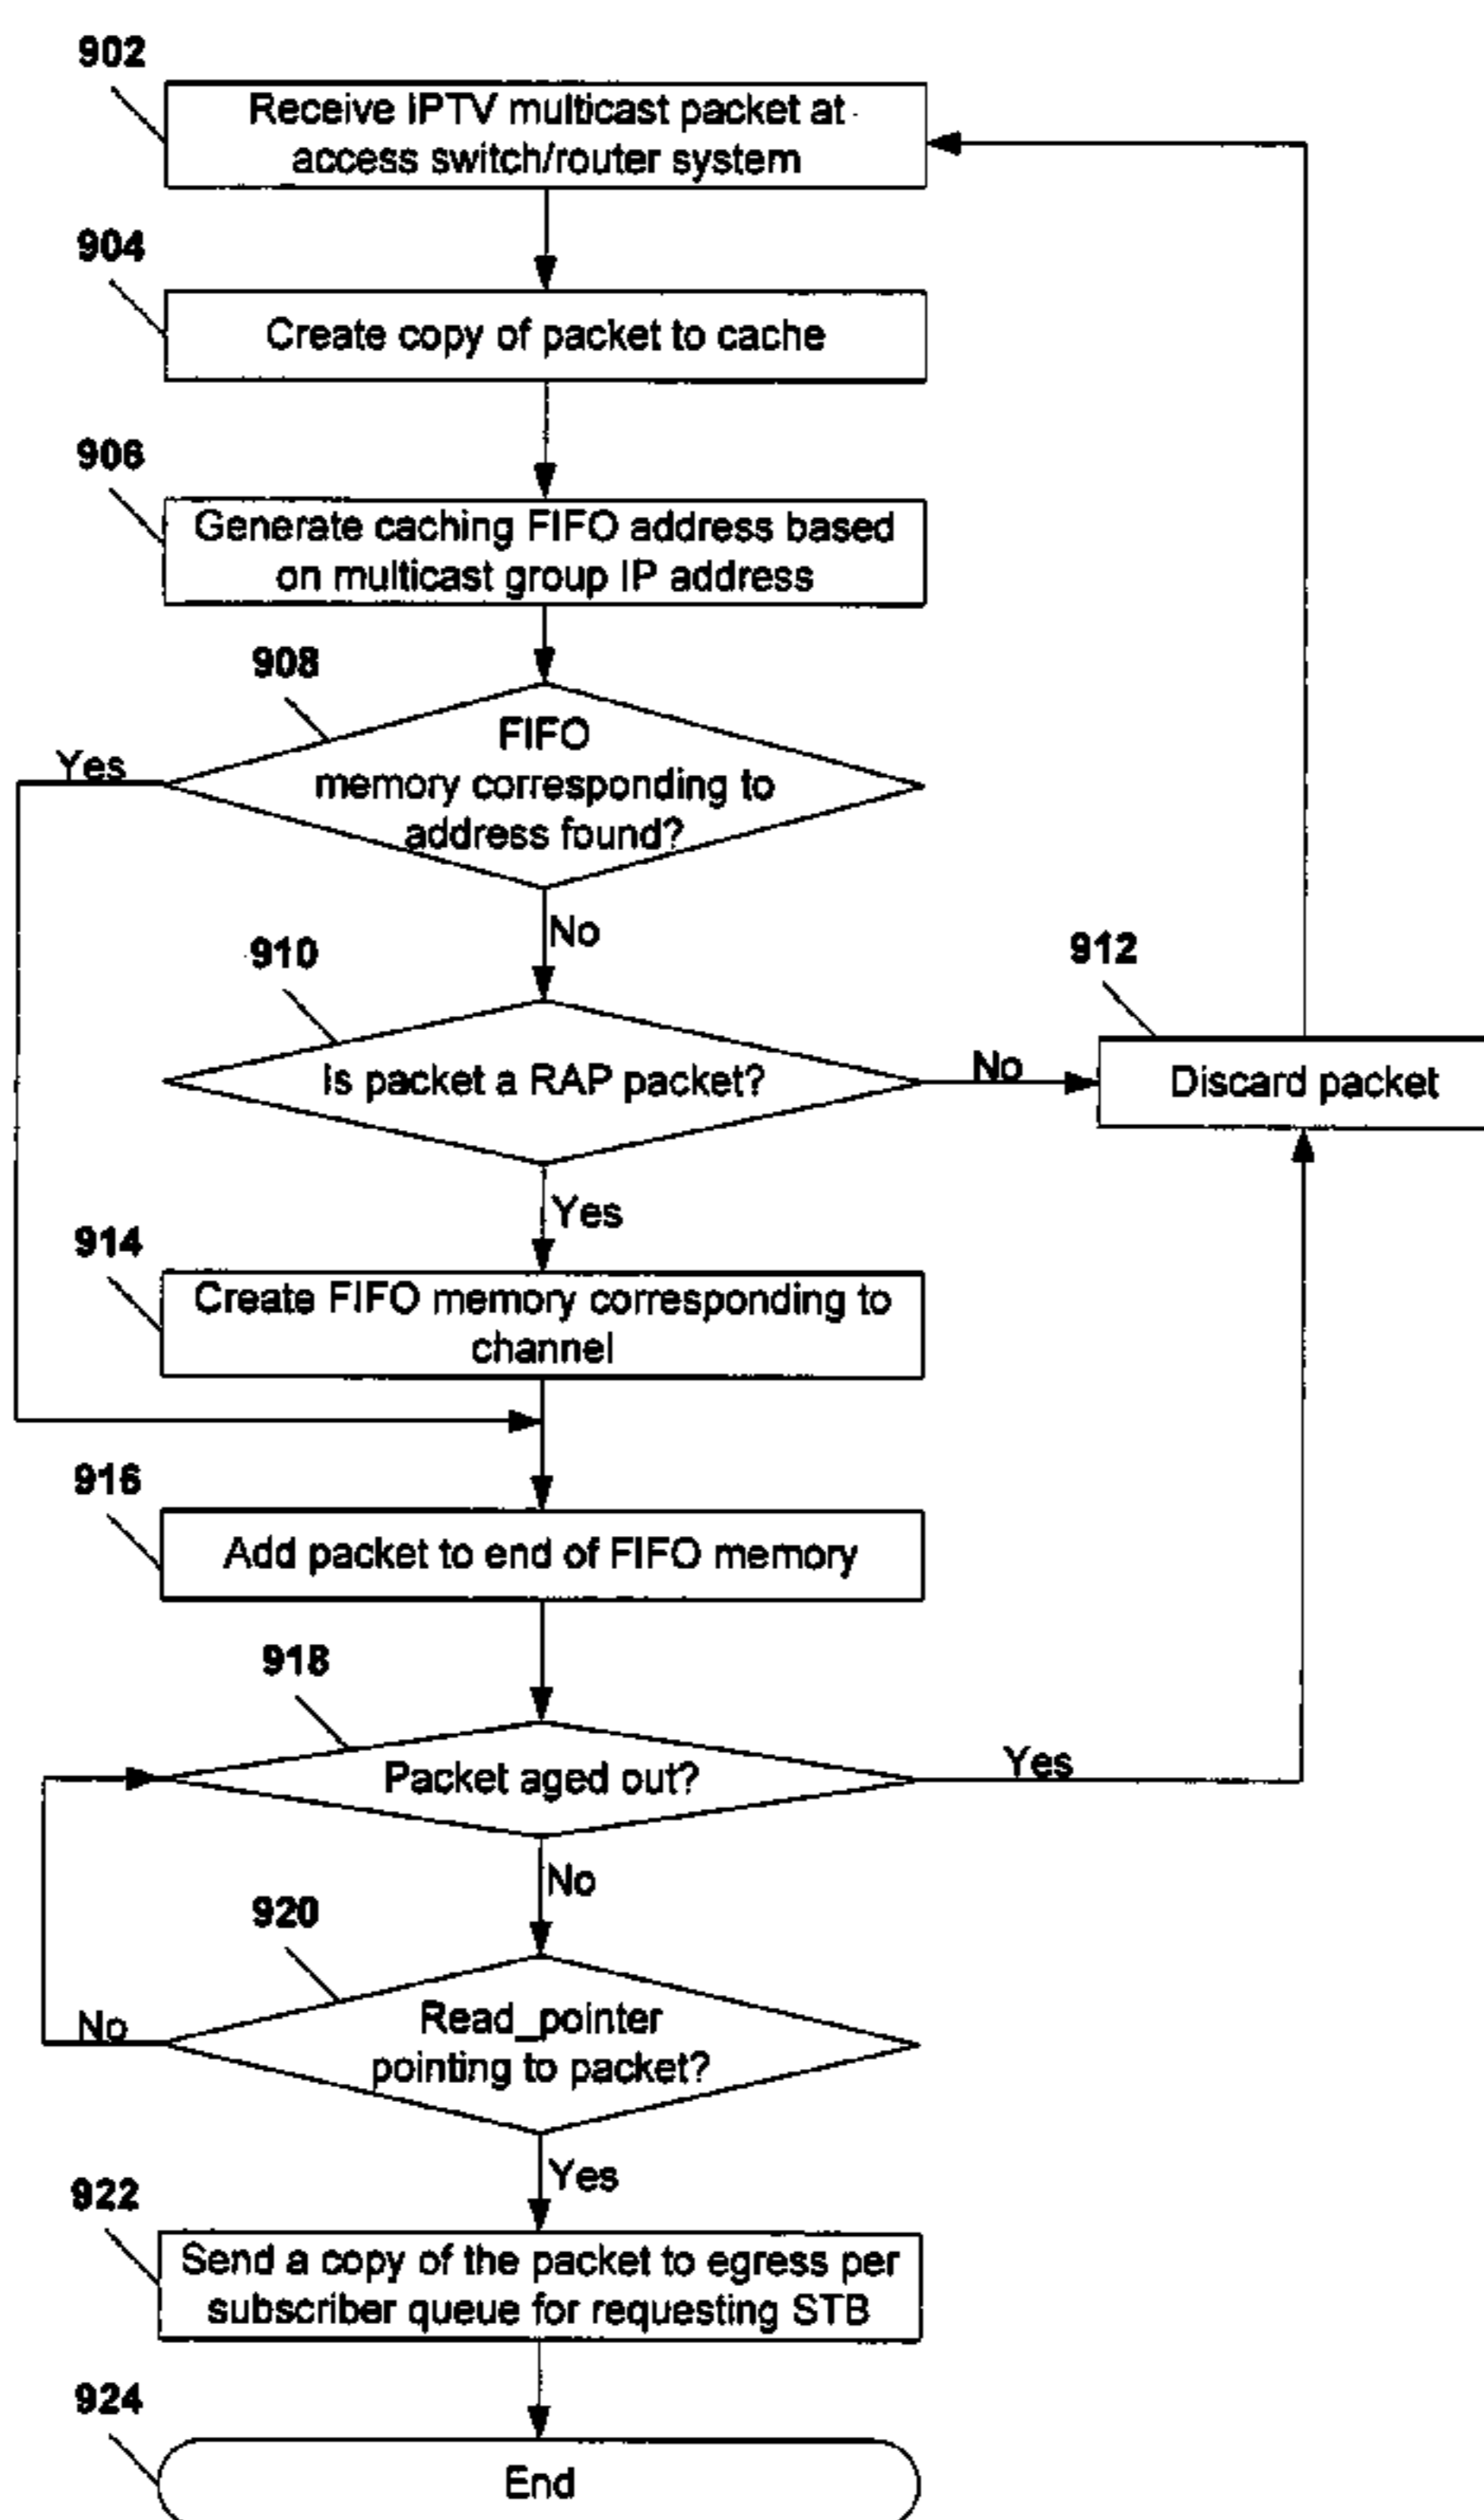 902
Receive IPTV multicast packet at
access switch/router system
904
Create copy of packet to cache
906
Generate caching FIFO address based
on multicast group IP address
908
FIFO
memory corresponding to
address found?
Yes
No
910
Is packet a RAP packet?
No
912
Discard packet
Yes
914
Create FIFO memory corresponding to
channel
916
Add packet to end of FIFO memory
918
Packet aged out?
Yes
No
920
Read_pointer
pointing to packet?
No
Yes
922
Send a copy of the packet to egress per
subscriber queue for requesting STB
924
End